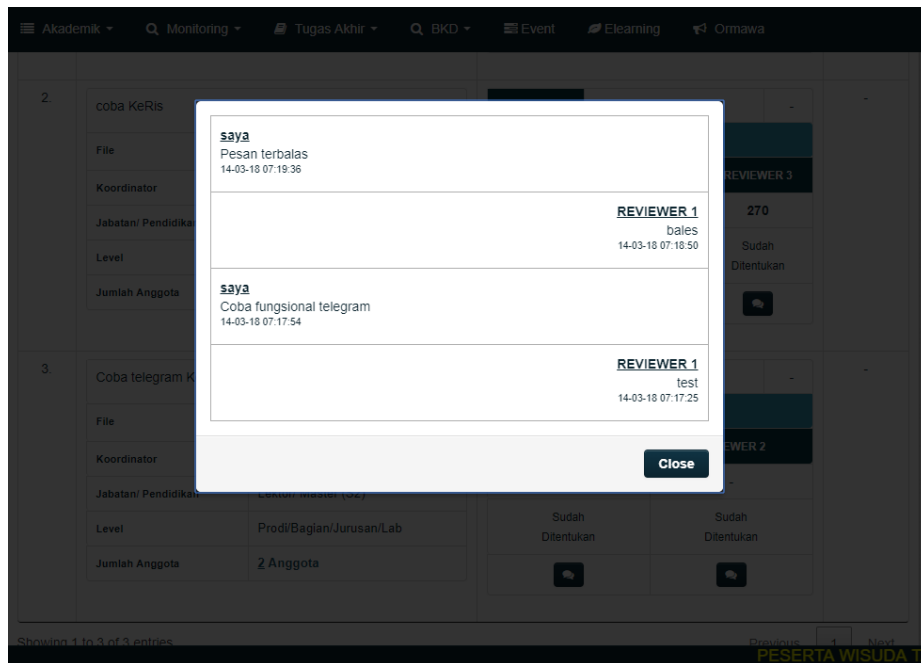 Akademik Monitoring Tugas Akhir BKD Event Elearning Ormawa
2. coba KeRis - -
File
Koordinator REVIEWER 3
Jabatan/ Pendidikan 270
Level Sudah
Ditentukan
Jumlah Anggota
saya
Pesan terbalas
14-03-18 07:19:36
REVIEWER 1
bales
14-03-18 07:18:50
saya
Coba fungsional telegram
14-03-18 07:17:54
REVIEWER 1
test
14-03-18 07:17:25
Close
3. Coba telegram K - -
File
Koordinator EWER 2
Jabatan/ Pendidikan -
Level Prodi/Bagian/Jurusan/Lab Sudah Sudah
Ditentukan Ditentukan
Jumlah Anggota 2 Anggota
Showing 1 to 3 of 3 entries Previous 1 Next
PESERTA WISUDA T